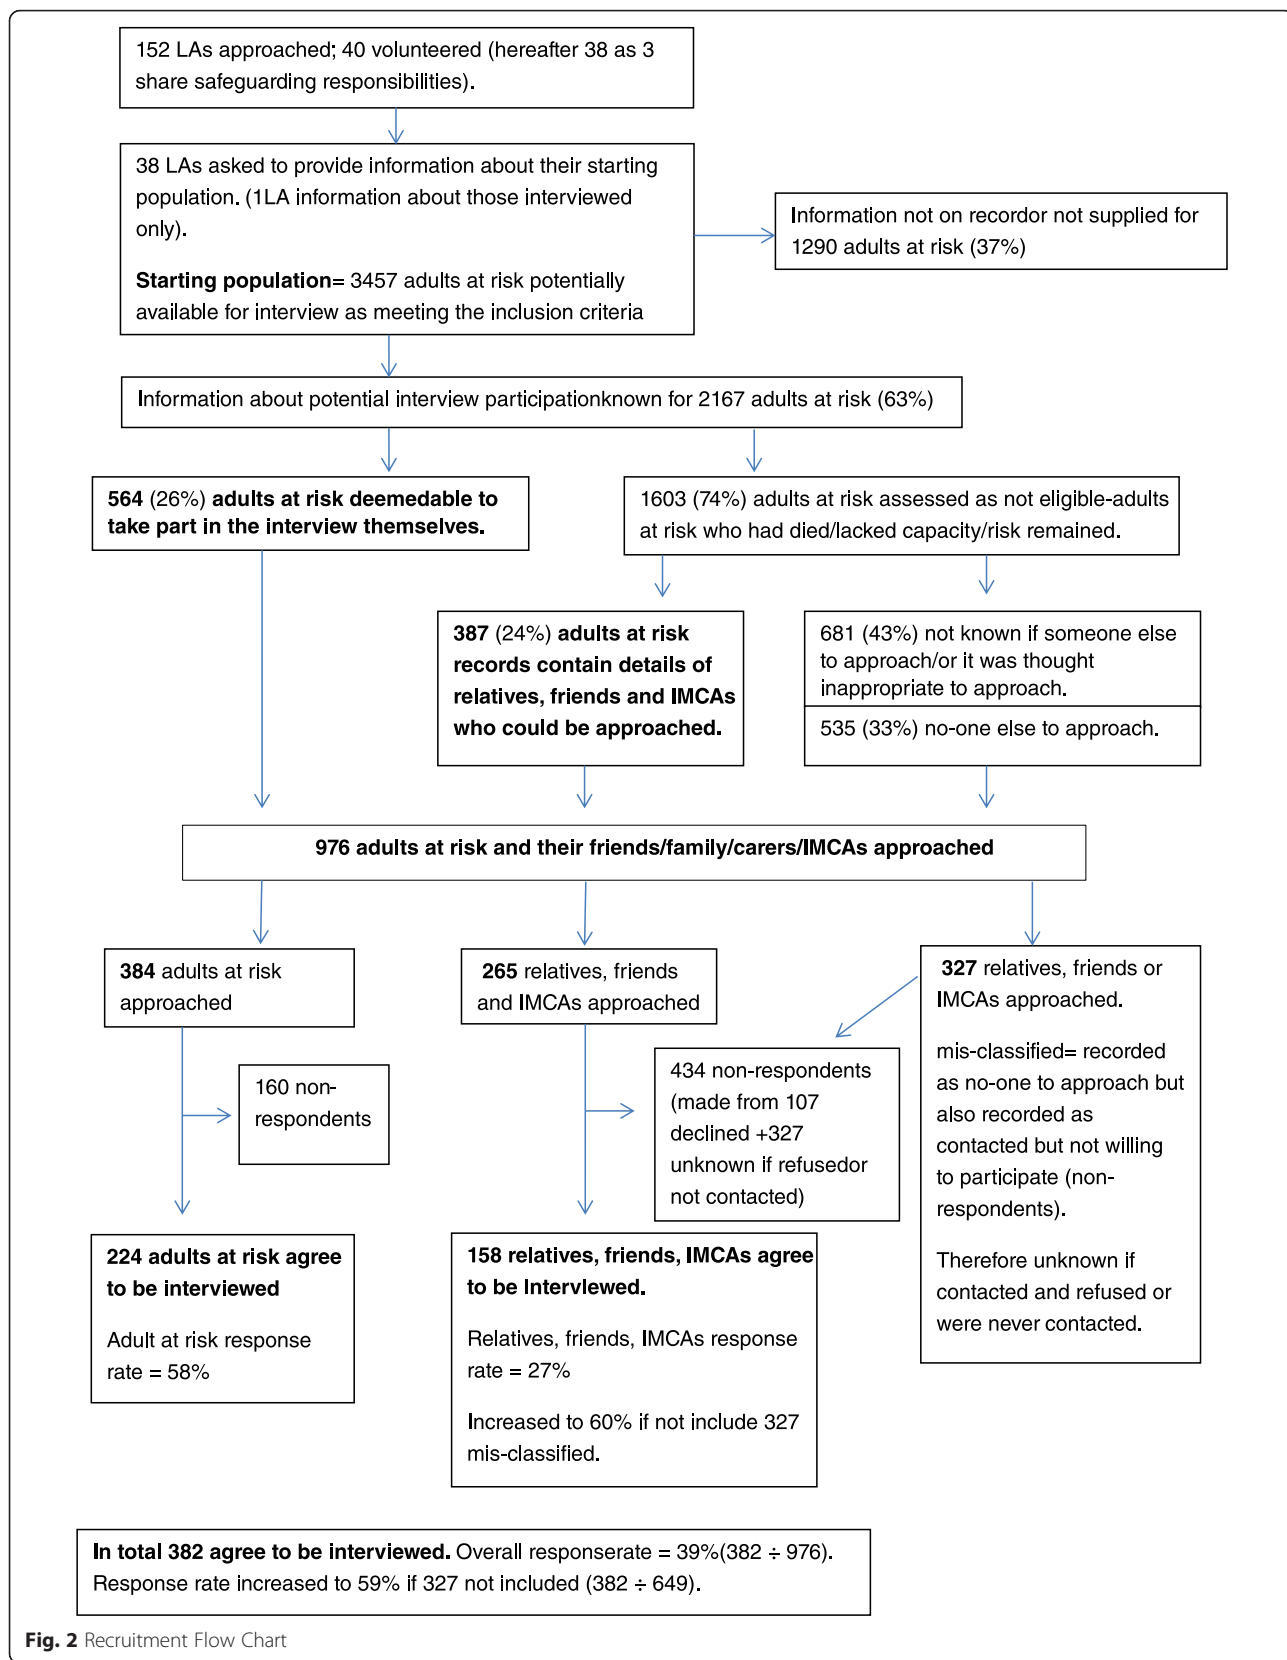 152 LAs approached; 40 volunteered (hereafter 38 as 3
share safeguarding responsibilities).
38 LAs asked to provide information about their starting
population. (1LA information about those interviewed
only).
Starting population= 3457 adults at risk potentially
available for interview as meeting the inclusion criteria
Information not on recordor not supplied for
1290 adults at risk (37%)
Information about potential interview participationknown for 2167 adults at risk (63%)
564 (26%) adults at risk deemedable to
take part in the interview themselves.
1603 (74%) adults at risk assessed as not eligible-adults
at risk who had died/lacked capacity/risk remained.
387 (24%) adults at risk
records contain details of
relatives, friends and IMCAs
who could be approached.
681 (43%) not known if someone else
to approach/or it was thought
inappropriate to approach.
535 (33%) no-one else to approach.
976 adults at risk and their friends/family/carers/IMCAs approached
384 adults at risk
approached
265 relatives, friends
and IMCAs approached
327 relatives, friends or
IMCAs approached.
mis-classified= recorded
as no-one to approach but
also recorded as
contacted but not willing
to participate (non-
respondents).
Therefore unknown if
contacted and refused or
were never contacted.
160 non-
respondents
434 non-respondents
(made from 107
declined +327
unknown if refusedor
not contacted)
224 adults at risk agree
to be interviewed
Adult at risk response
rate = 58%
158 relatives, friends, IMCAs agree
to be Interviewed.
Relatives, friends, IMCAs response
rate = 27%
Increased to 60% if not include 327
mis-classified.
In total 382 agree to be interviewed. Overall responserate = 39%(382 ÷ 976).
Response rate increased to 59% if 327 not included (382 ÷ 649).
Fig. 2 Recruitment Flow Chart